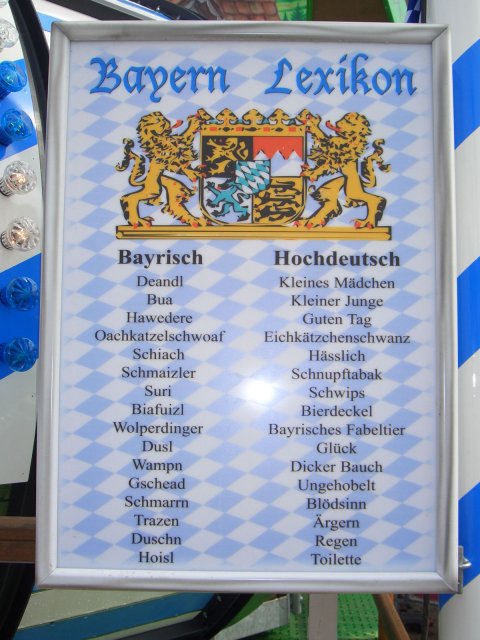 Bayern Lexikon
Bayrisch Hochdeutsch
Deandl Kleines Mädchen
Bua Kleiner Junge
Hawedere Guten Tag
Oachkatzelschwoaf Eichkätzchenschwanz
Schiach Hässlich
Schmaizler Schnupftabak
Suri Schwips
Biafuizl Bierdeckel
Wolperdinger Bayrisches Fabeltier
Dusl Glück
Wampn Dicker Bauch
Gschead Ungehobelt
Schmarrn Blödsinn
Trazen Ärgern
Duschn Regen
Hoisl Toilette